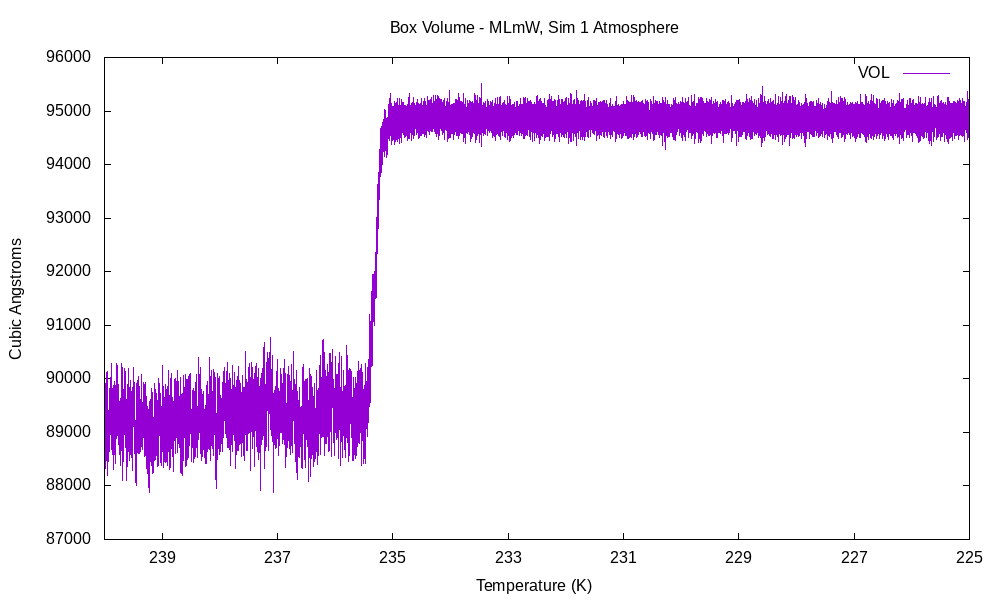 Box Volume - MLmW, Sim 1 Atmosphere
VOL
96000
95000
94000
93000
92000
91000
90000
89000
88000
87000
Cubic Angstroms
239 237 235 233 231 229 227 225
Temperature (K)